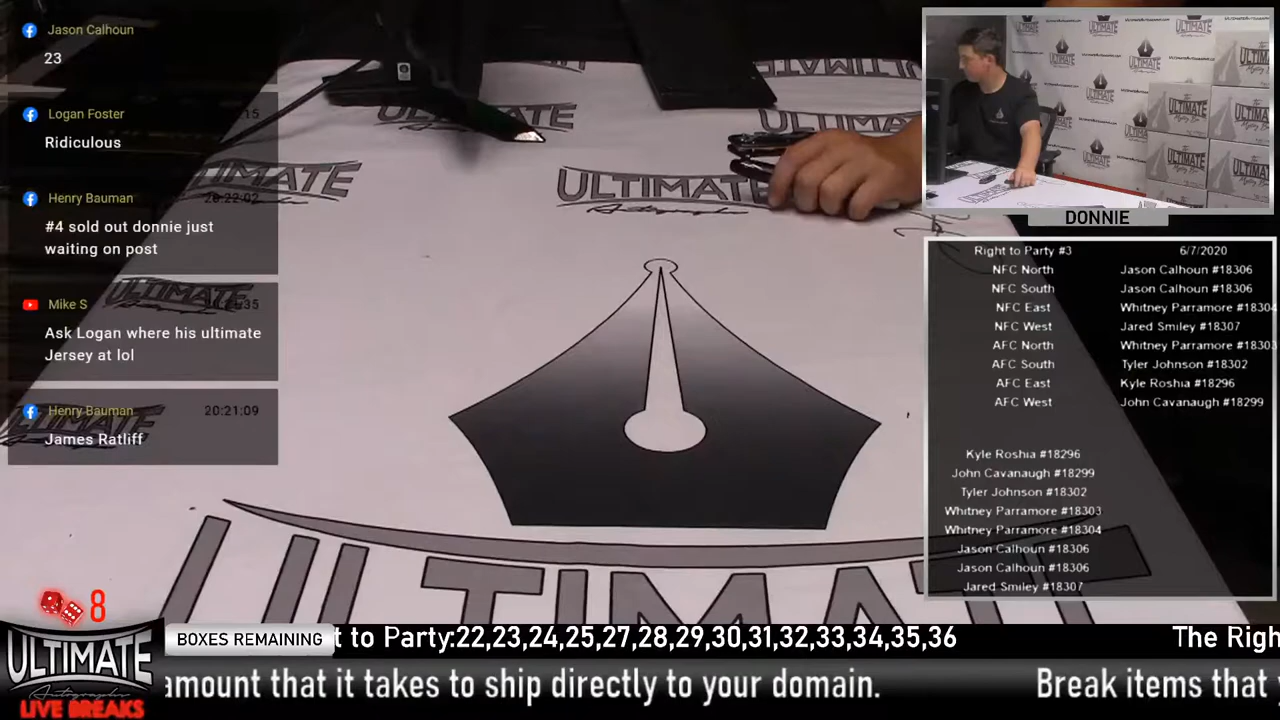 Jason Calhoun
23
Logan Foster 15
Ridiculous
Henry Bauman 20:22:02
#4 sold out donnie just
waiting on post
Mike S
Ask Logan where his ultimate
Jersey at lol
Henry Bauman 20:21:09
James Ratliff
ULTIMATE
ULTIMATE
ULTIMATE
ULTIMATE
DONNIE
Right to Party #3 6/7/2020
NFC North Jason Calhoun #18306
NFC South Jason Calhoun #18306
NFC East Whitney Parramore #18304
NFC West Jared Smiley #18307
AFC North Whitney Parramore #18303
AFC South Tyler Johnson #18302
AFC East Kyle Roshia #18296
AFC West John Cavanaugh #18299
Kyle Roshia #18296
John Cavanaugh #18299
Tyler Johnson #18302
Whitney Parramore #18303
Whitney Parramore #18304
Jason Calhoun #18306
Jason Calhoun #18306
Jared Smiley #18307
8
ULTIMATE
Autographs
LIVE BREAKS
BOXES REMAINING t to Party:22,23,24,25,27,28,29,30,31,32,33,34,35,36 The Righ
amount that it takes to ship directly to your domain. Break items that y